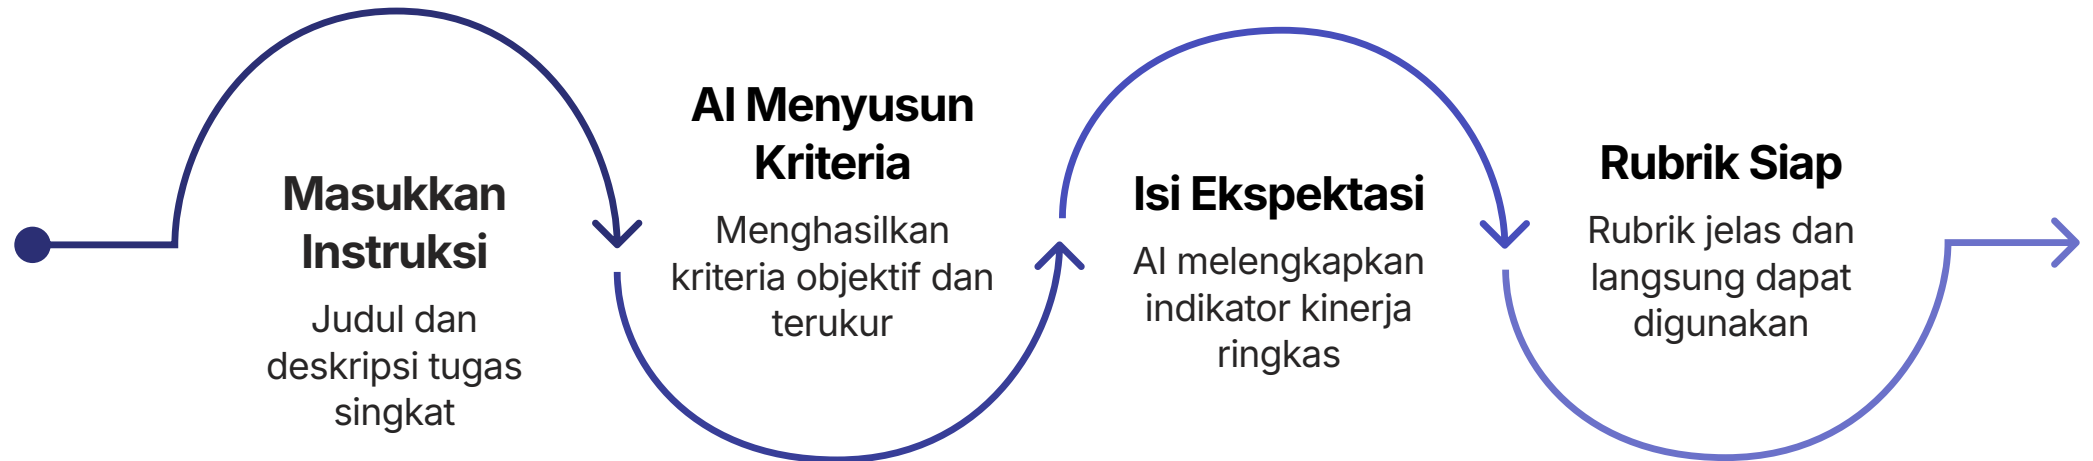 Masukkan
Instruksi
Judul dan
deskripsi tugas
singkat
AI Menyusun
Kriteria
Menghasilkan
kriteria objektif dan
terukur
Isi Ekspektasi
AI melengkapkan
indikator kinerja
ringkas
Rubrik Siap
Rubrik jelas dan
langsung dapat
digunakan